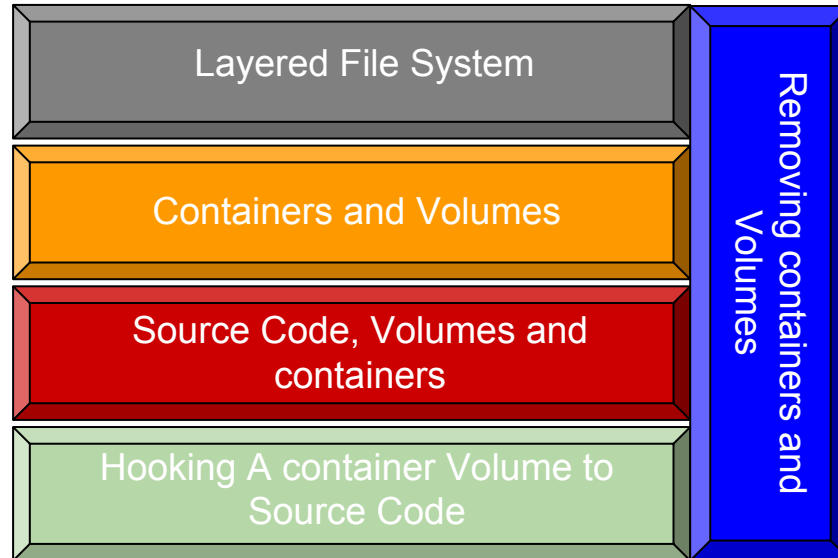 Layered File System
Containers and Volumes
Source Code, Volumes and
containers
Hooking A container Volume to
Source Code
Removing containers and
Volumes